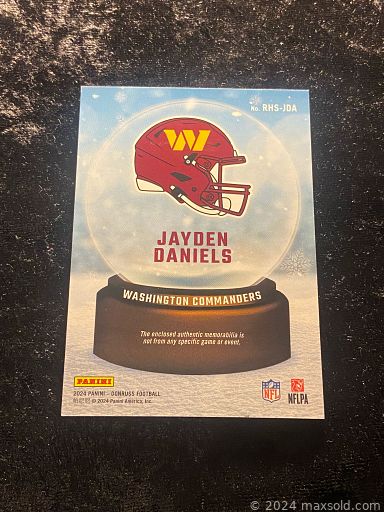 No. RHS-JDA
W
JAYDEN
DANIELS
WASHINGTON COMMANDERS
The enclosed authentic memorabilia is
not from any specific game or event.
PANINI
2024 PANINI – DONRUSS FOOTBALL
© 2024 Panini America, Inc.
NFL
NFLPA
© 2024 maxsold.com